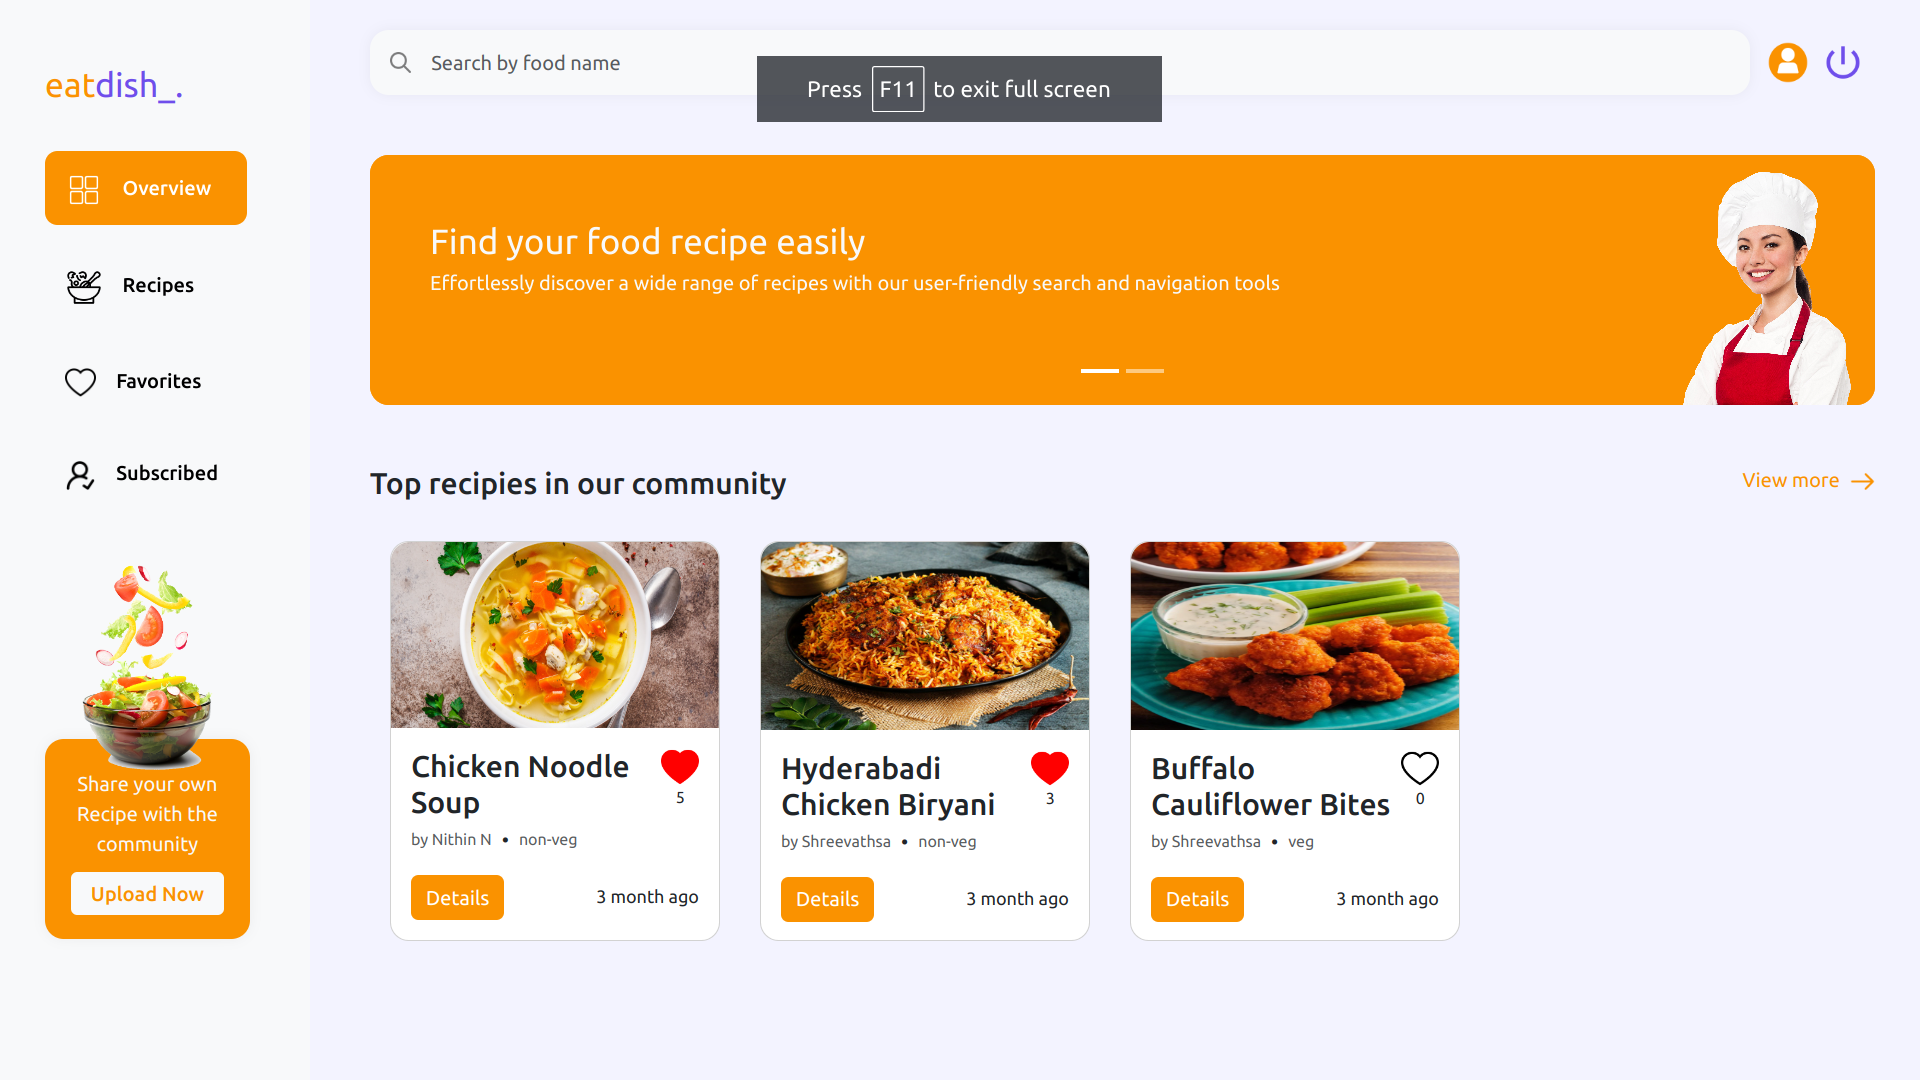 eatdish_.
Overview
Recipes
Favorites
Subscribed
Share your own
Recipe with the
community
Upload Now
Search by food name
Press F11 to exit full screen
Find your food recipe easily
Effortlessly discover a wide range of recipes with our user-friendly search and navigation tools
Top recipies in our community
View more
Chicken Noodle
Soup
5
by Nithin N • non-veg
Details
3 month ago
Hyderabadi
Chicken Biryani
3
by Shreevathsa • non-veg
Details
3 month ago
Buffalo
Cauliflower Bites
0
by Shreevathsa • veg
Details
3 month ago